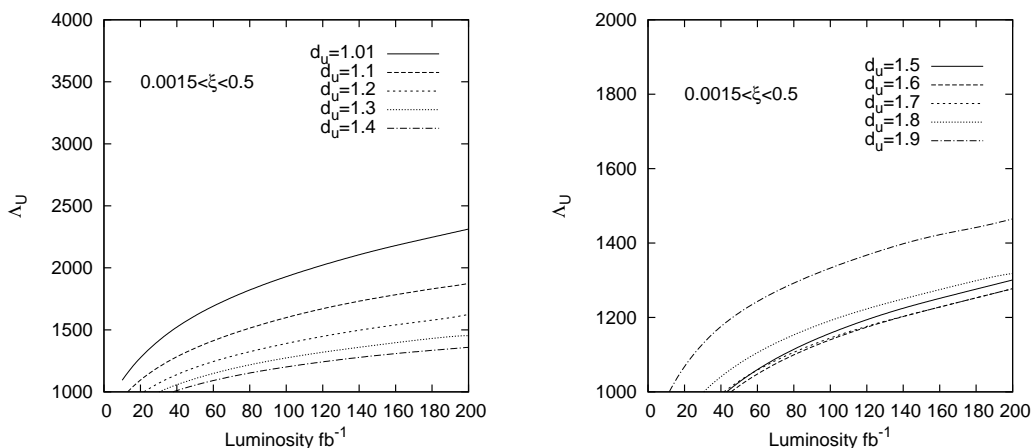 4000
3500
3000
2500
2000
1500
1000
Λ_U
0.0015<ξ<0.5
d_u=1.01
d_u=1.1
d_u=1.2
d_u=1.3
d_u=1.4
0 20 40 60 80 100 120 140 160 180 200
Luminosity fb⁻¹
2000
1800
1600
1400
1200
1000
Λ_U
0.0015<ξ<0.5
d_u=1.5
d_u=1.6
d_u=1.7
d_u=1.8
d_u=1.9
0 20 40 60 80 100 120 140 160 180 200
Luminosity fb⁻¹